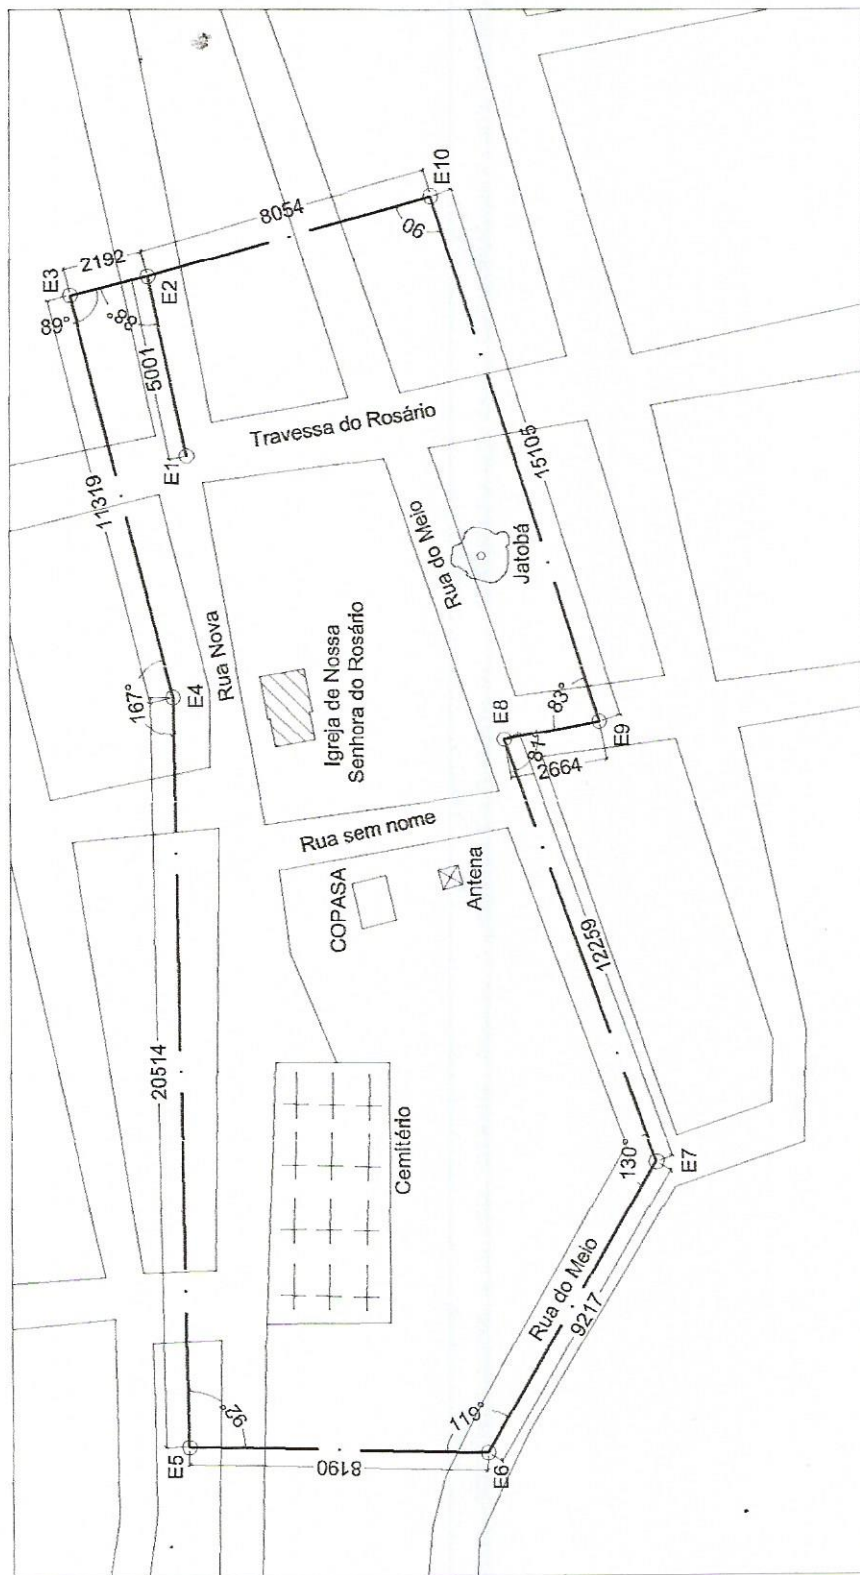 E3
2192
89°
88°
E2
8054
E10
90
5001
E1
11319
Travessa do Rosário
15105
Rua do Meio
Jatobá
Rua Nova
167°
E4
Igreja de Nossa
Senhora do Rosário
E8
83°
81°
E9
2664
Rua sem nome
COPASA
Antena
12259
20514
Cemitério
130°
E7
Rua do Meio
9217
E5
92°
119°
8190
E6